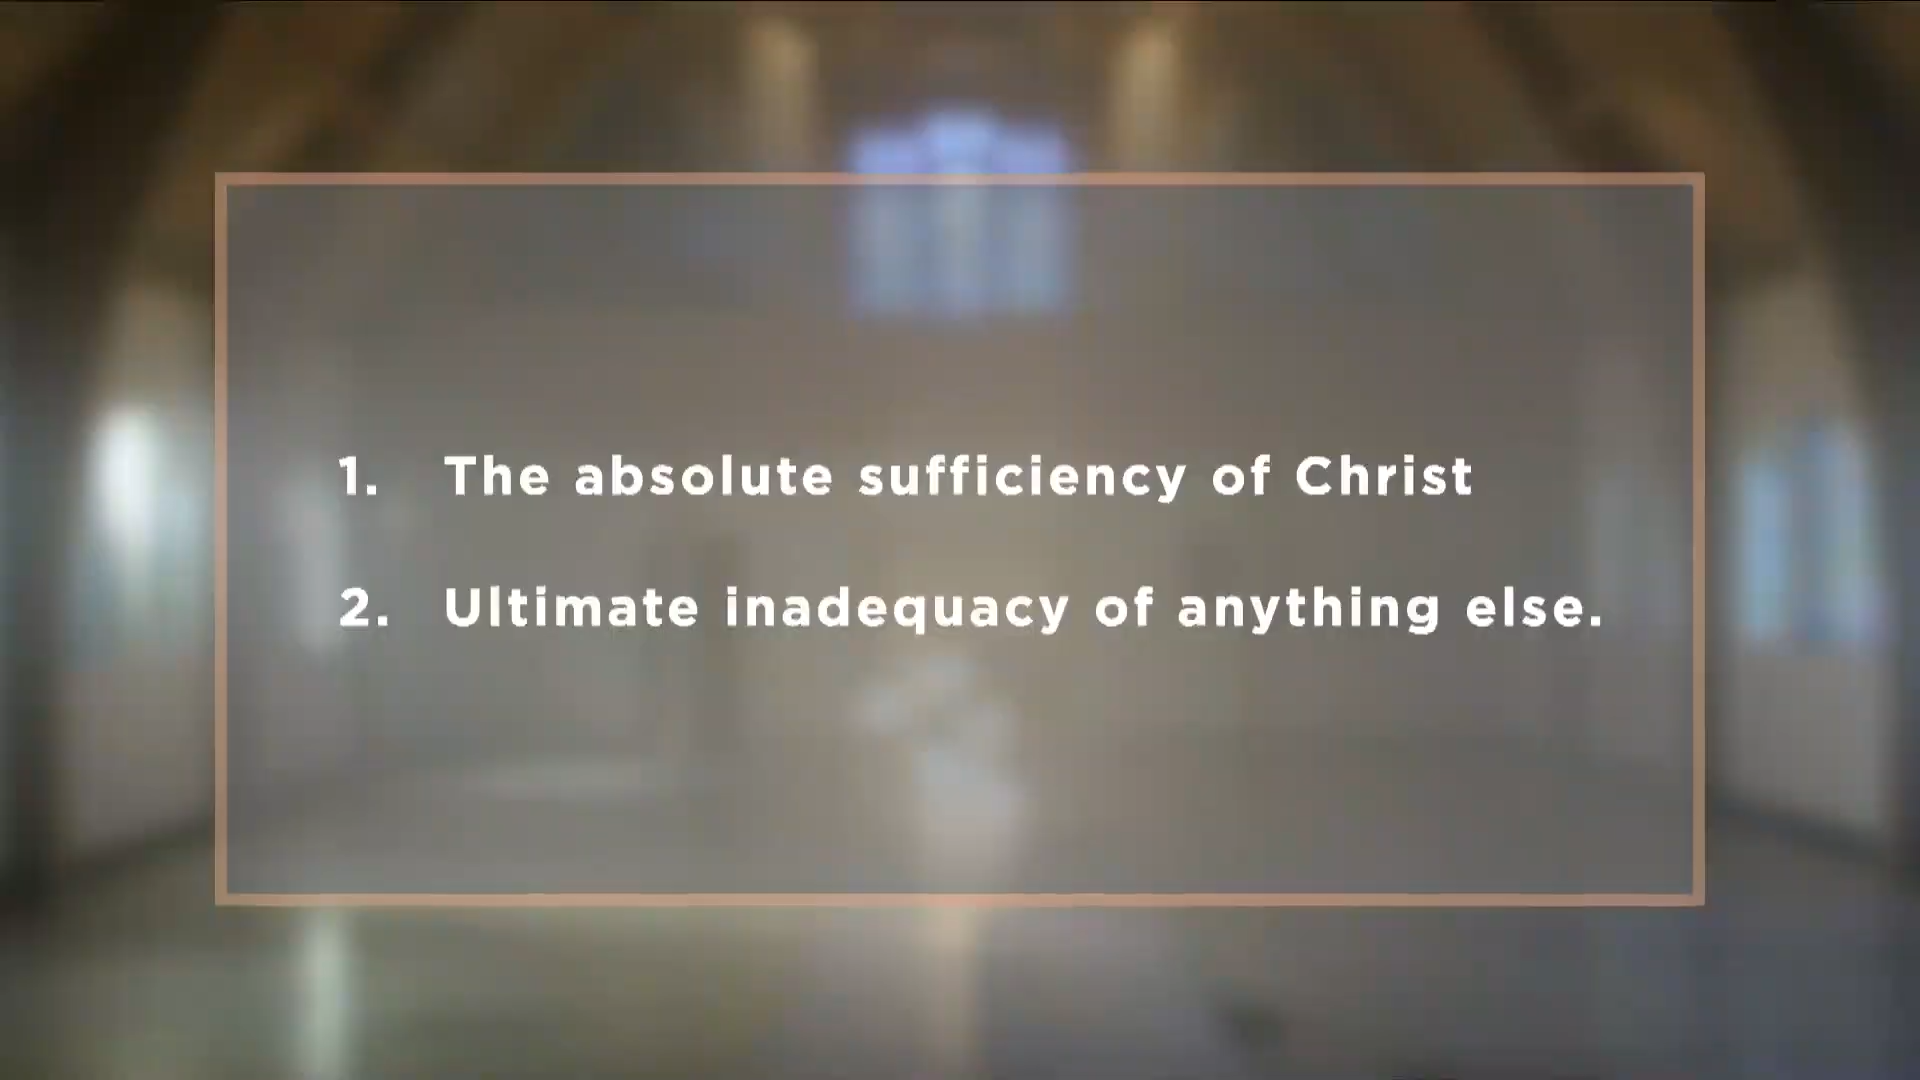 1. The absolute sufficiency of Christ
2. Ultimate inadequacy of anything else.